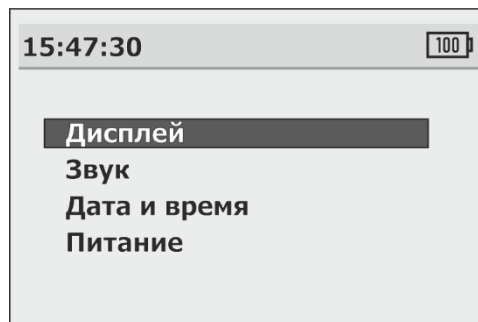 15:47:30 100
Дисплей
Звук
Дата и время
Питание